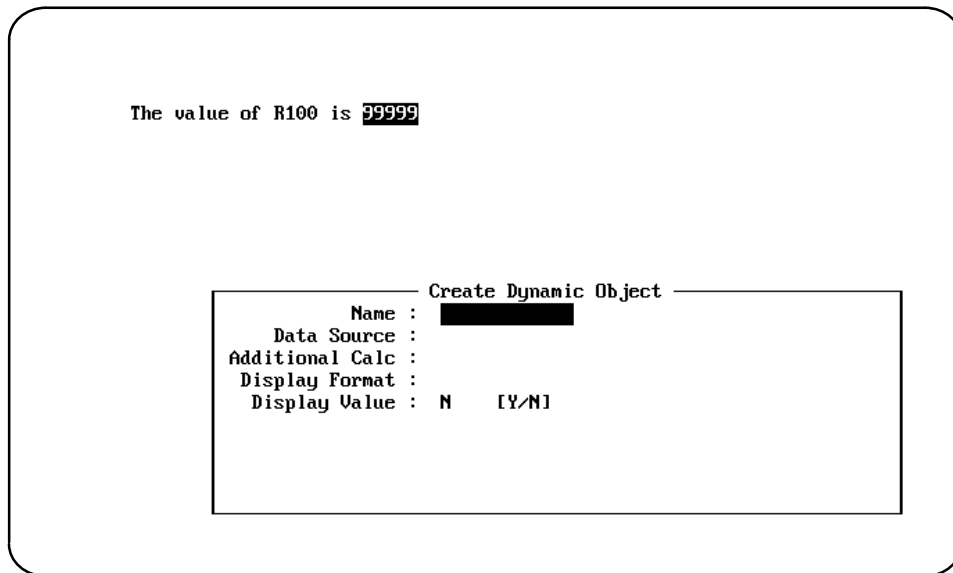 The value of R100 is 99999
Create Dynamic Object
Name :
Data Source :
Additional Calc :
Display Format :
Display Value : N [Y/N]